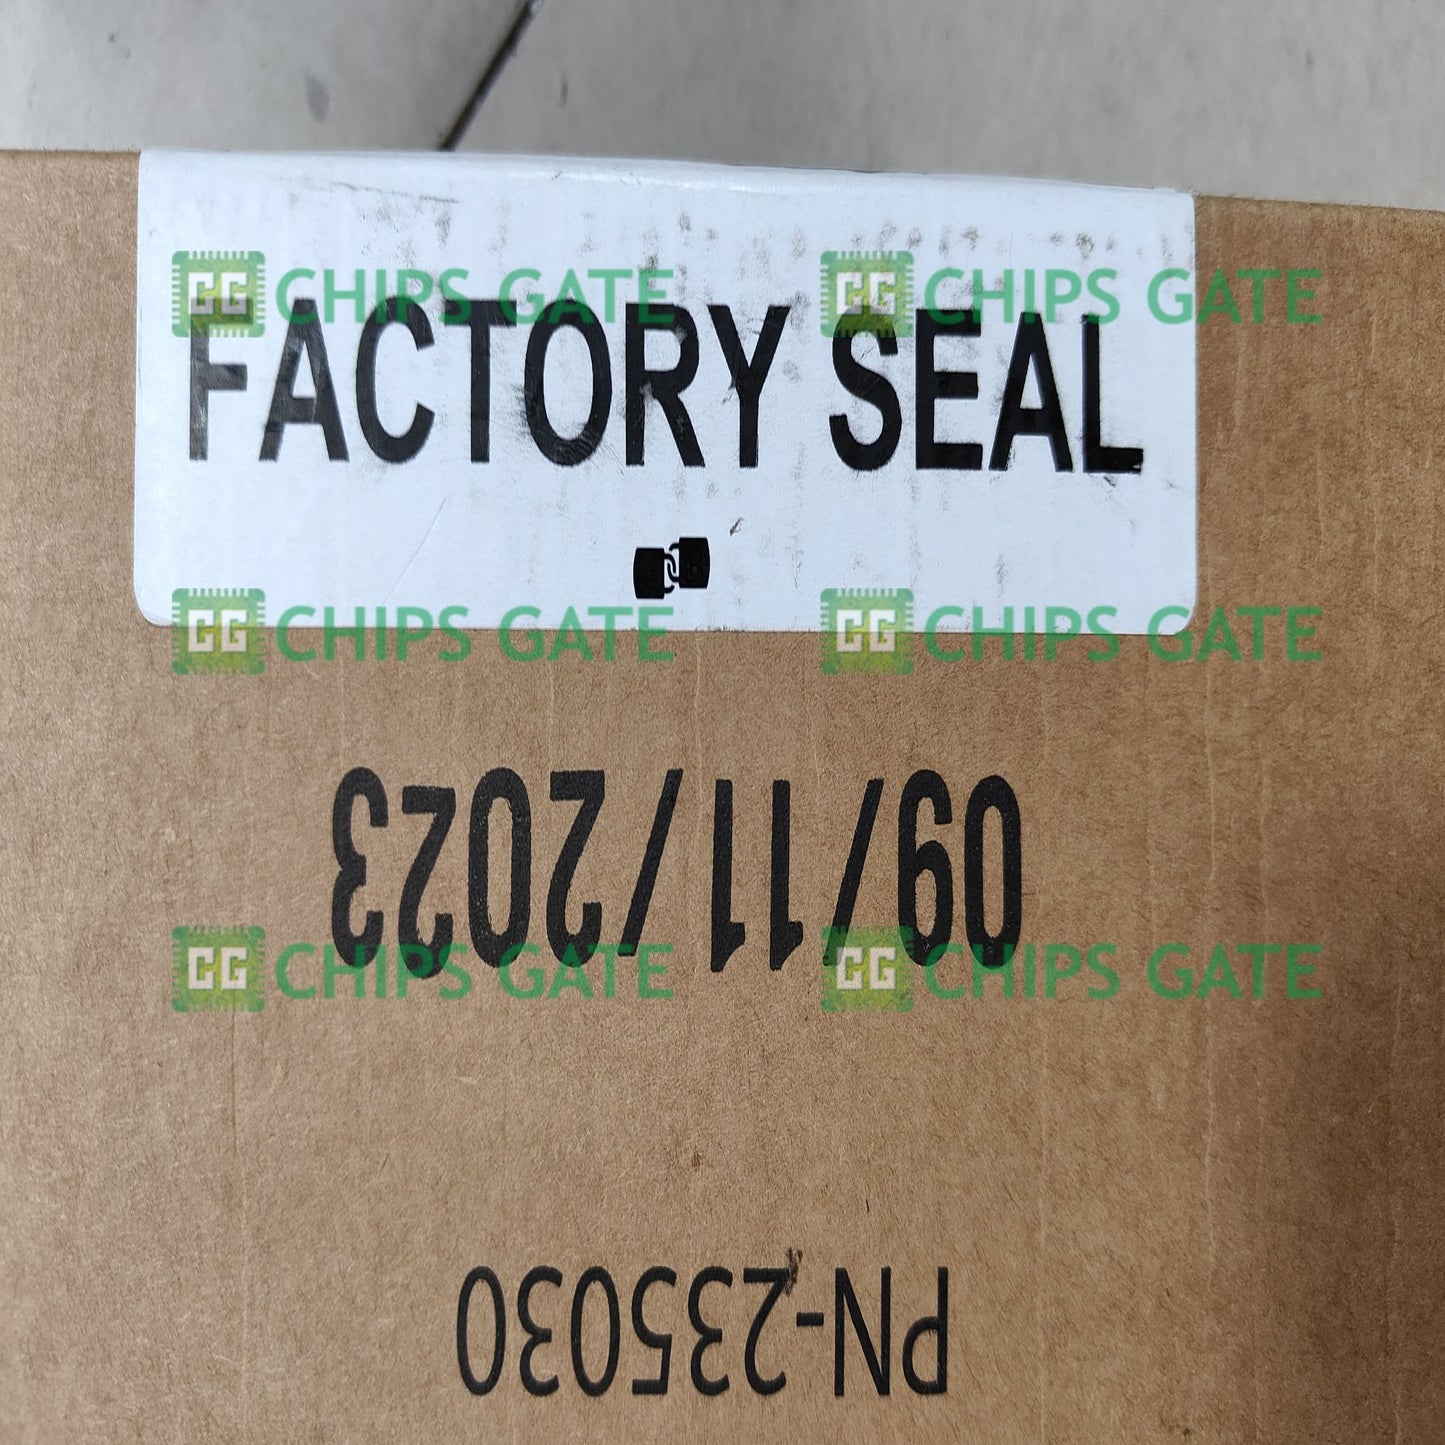 CG CHIPS GATE CG CHIPS GATE
FACTORY SEAL
CG CHIPS GATE CG CHIPS GATE
09/11/2023
CG CHIPS GATE CG CHIPS GATE
PN-235030